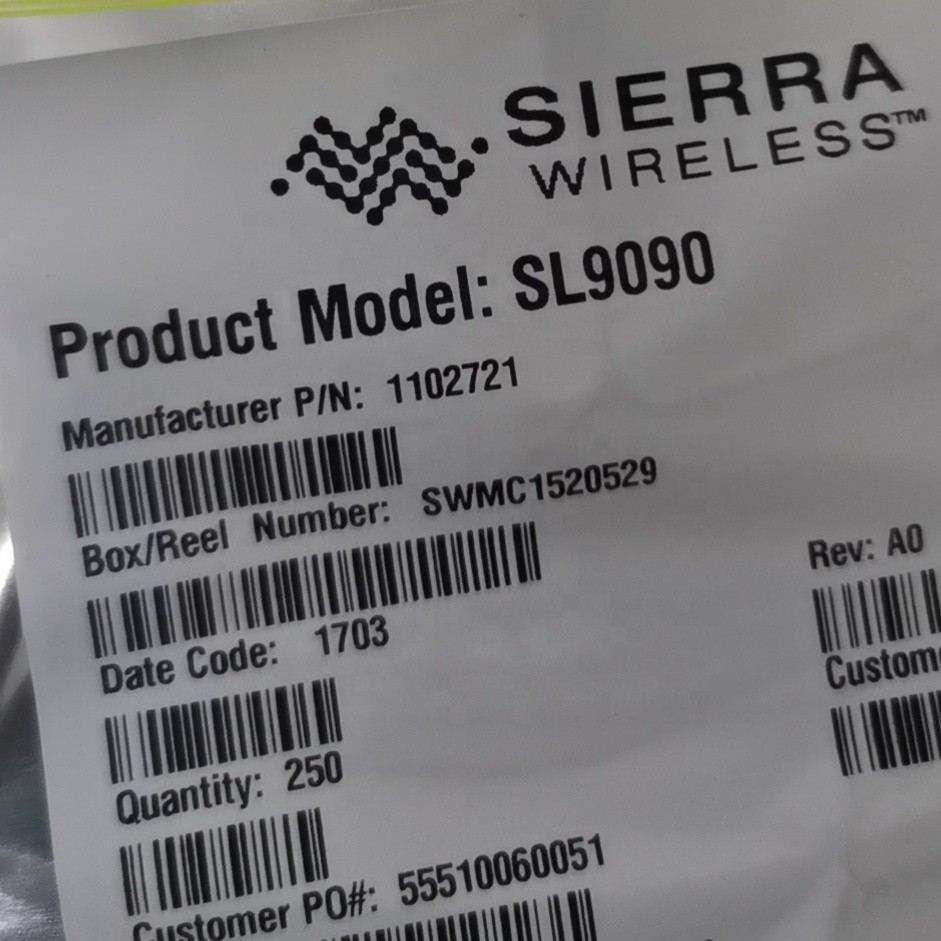 SIERRA
WIRELESS™
Product Model: SL9090
Manufacturer P/N: 1102721
Box/Reel Number: SWMC1520529
Rev: A0
Date Code: 1703
Custom
Quantity: 250
Customer PO#: 55510060051